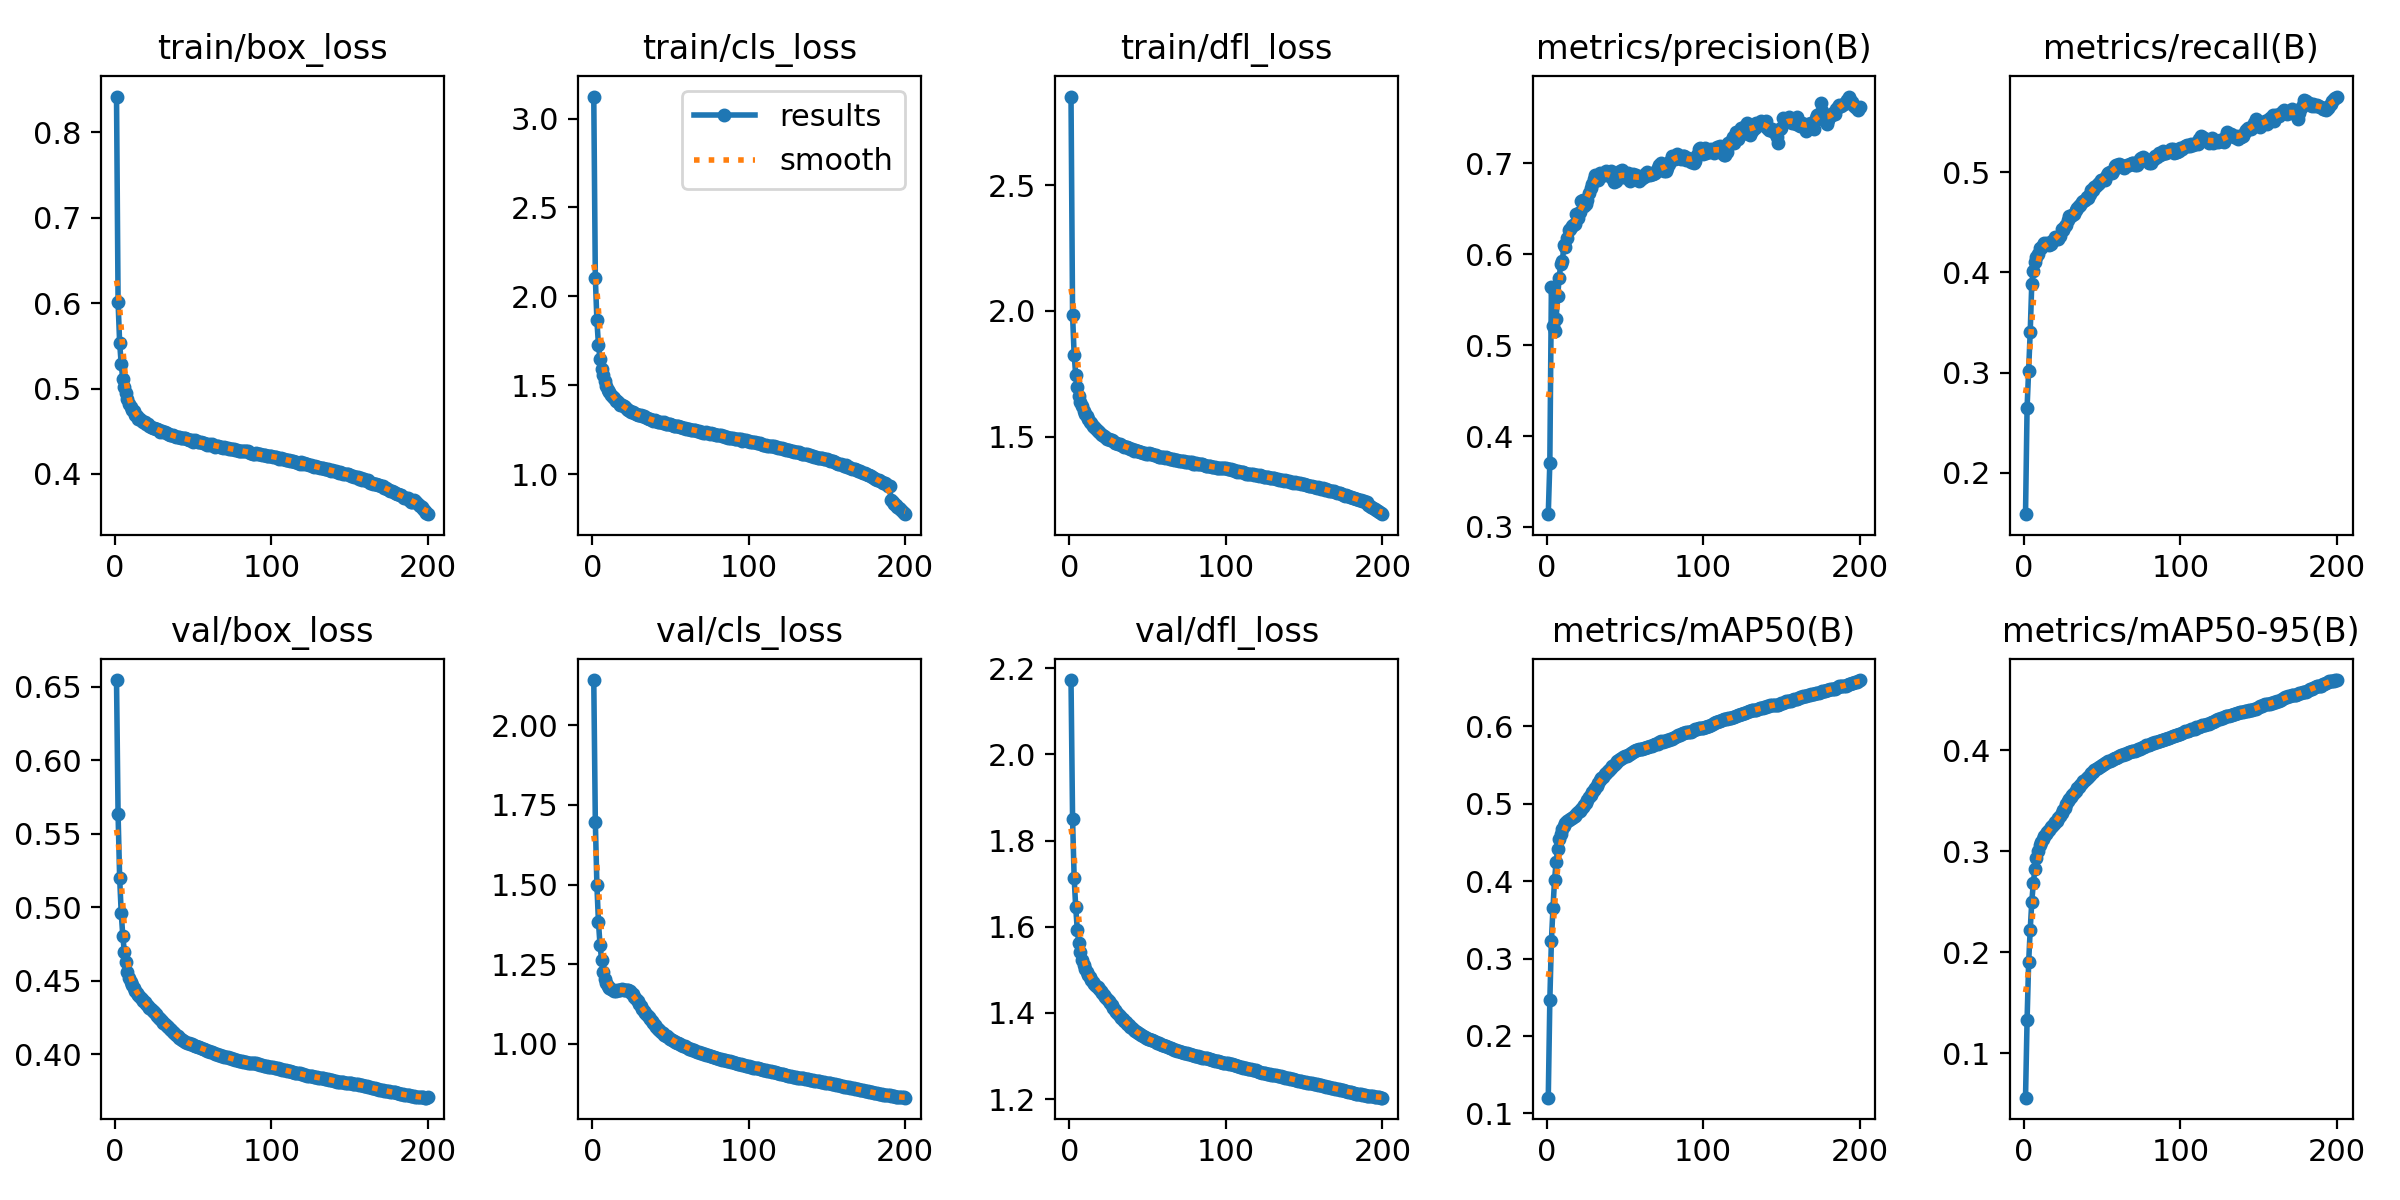 train/box_loss
0.8
0.7
0.6
0.5
0.4
0 100 200
train/cls_loss
results
smooth
3.0
2.5
2.0
1.5
1.0
0 100 200
train/dfl_loss
2.5
2.0
1.5
0 100 200
metrics/precision(B)
0.7
0.6
0.5
0.4
0.3
0 100 200
metrics/recall(B)
0.5
0.4
0.3
0.2
0 100 200
val/box_loss
0.65
0.60
0.55
0.50
0.45
0.40
0 100 200
val/cls_loss
2.00
1.75
1.50
1.25
1.00
0 100 200
val/dfl_loss
2.2
2.0
1.8
1.6
1.4
1.2
0 100 200
metrics/mAP50(B)
0.6
0.5
0.4
0.3
0.2
0.1
0 100 200
metrics/mAP50-95(B)
0.4
0.3
0.2
0.1
0 100 200